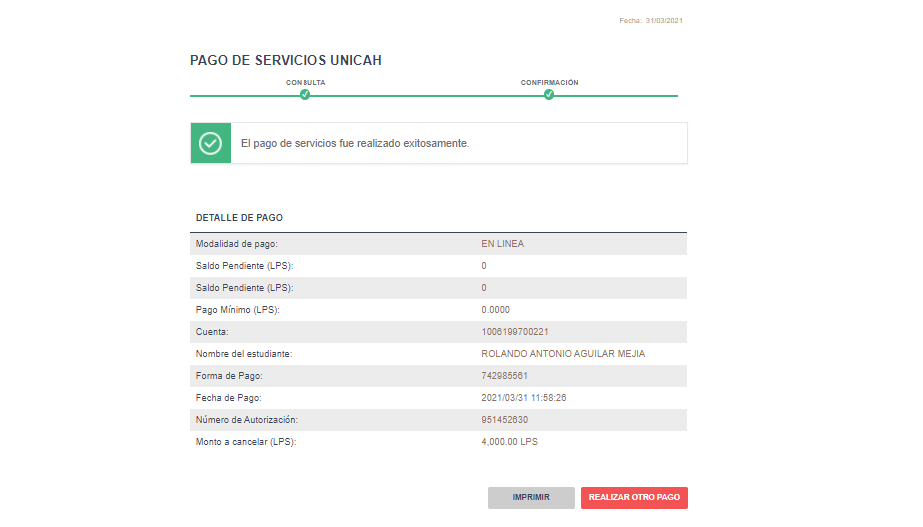 Fecha: 31/03/2021
PAGO DE SERVICIOS UNICAH
CONSULTA
CONFIRMACIÓN
El pago de servicios fue realizado exitosamente.
DETALLE DE PAGO
Modalidad de pago: EN LINEA
Saldo Pendiente (LPS): 0
Saldo Pendiente (LPS): 0
Pago Mínimo (LPS): 0.0000
Cuenta: 1006199700221
Nombre del estudiante: ROLANDO ANTONIO AGUILAR MEJIA
Forma de Pago: 742985561
Fecha de Pago: 2021/03/31 11:58:26
Número de Autorización: 951452630
Monto a cancelar (LPS): 4,000.00 LPS
IMPRIMIR REALIZAR OTRO PAGO